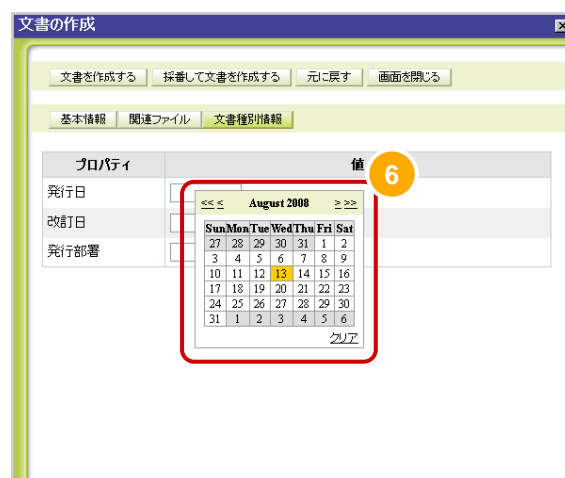 文書の作成
文書を作成する 採番して文書を作成する 元に戻す 画面を閉じる
基本情報 関連ファイル 文書種別情報
プロパティ 値
6
発行日
改訂日
発行部署
<< < August 2008 > >>
Sun Mon Tue Wed Thu Fri Sat
27 28 29 30 31 1 2
3 4 5 6 7 8 9
10 11 12 13 14 15 16
17 18 19 20 21 22 23
24 25 26 27 28 29 30
31 1 2 3 4 5 6
クリア